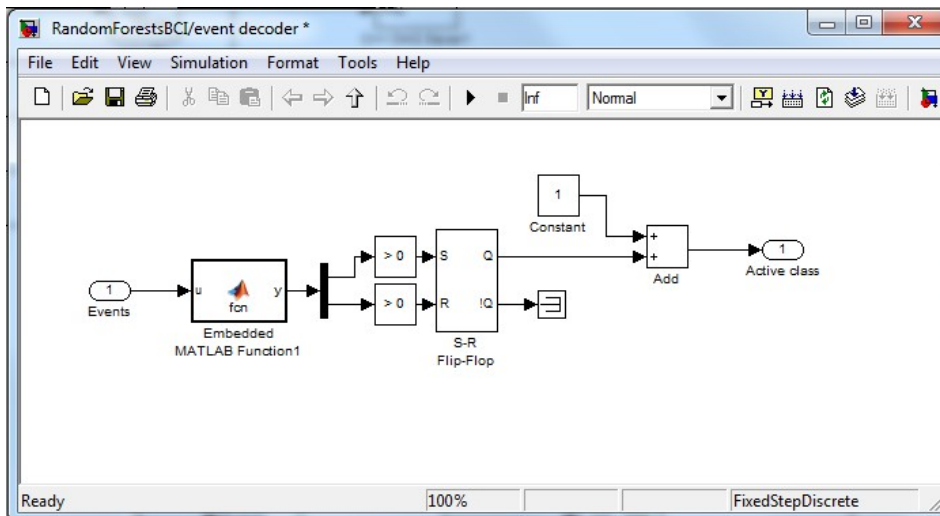 RandomForestsBCI/event decoder *
File Edit View Simulation Format Tools Help
Inf Normal
1
Constant
> 0 S Q + +
1 Events
u fcn y
> 0 R !Q
Add
1
Active class
Embedded
MATLAB Function1
S-R
Flip-Flop
Ready 100% FixedStepDiscrete